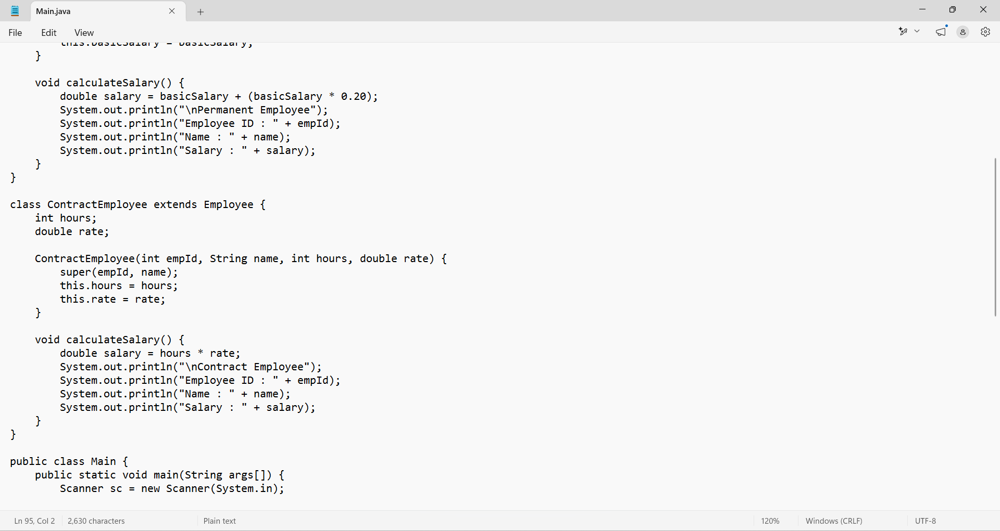 Main.java
File Edit View
this.basicSalary = basicSalary;
    }

    void calculateSalary() {
        double salary = basicSalary + (basicSalary * 0.20);
        System.out.println("\nPermanent Employee");
        System.out.println("Employee ID : " + empId);
        System.out.println("Name : " + name);
        System.out.println("Salary : " + salary);
    }
}

class ContractEmployee extends Employee {
    int hours;
    double rate;

    ContractEmployee(int empId, String name, int hours, double rate) {
        super(empId, name);
        this.hours = hours;
        this.rate = rate;
    }

    void calculateSalary() {
        double salary = hours * rate;
        System.out.println("\nContract Employee");
        System.out.println("Employee ID : " + empId);
        System.out.println("Name : " + name);
        System.out.println("Salary : " + salary);
    }
}

public class Main {
    public static void main(String args[]) {
        Scanner sc = new Scanner(System.in);
Ln 95, Col 2 2,630 characters Plain text 120% Windows (CRLF) UTF-8